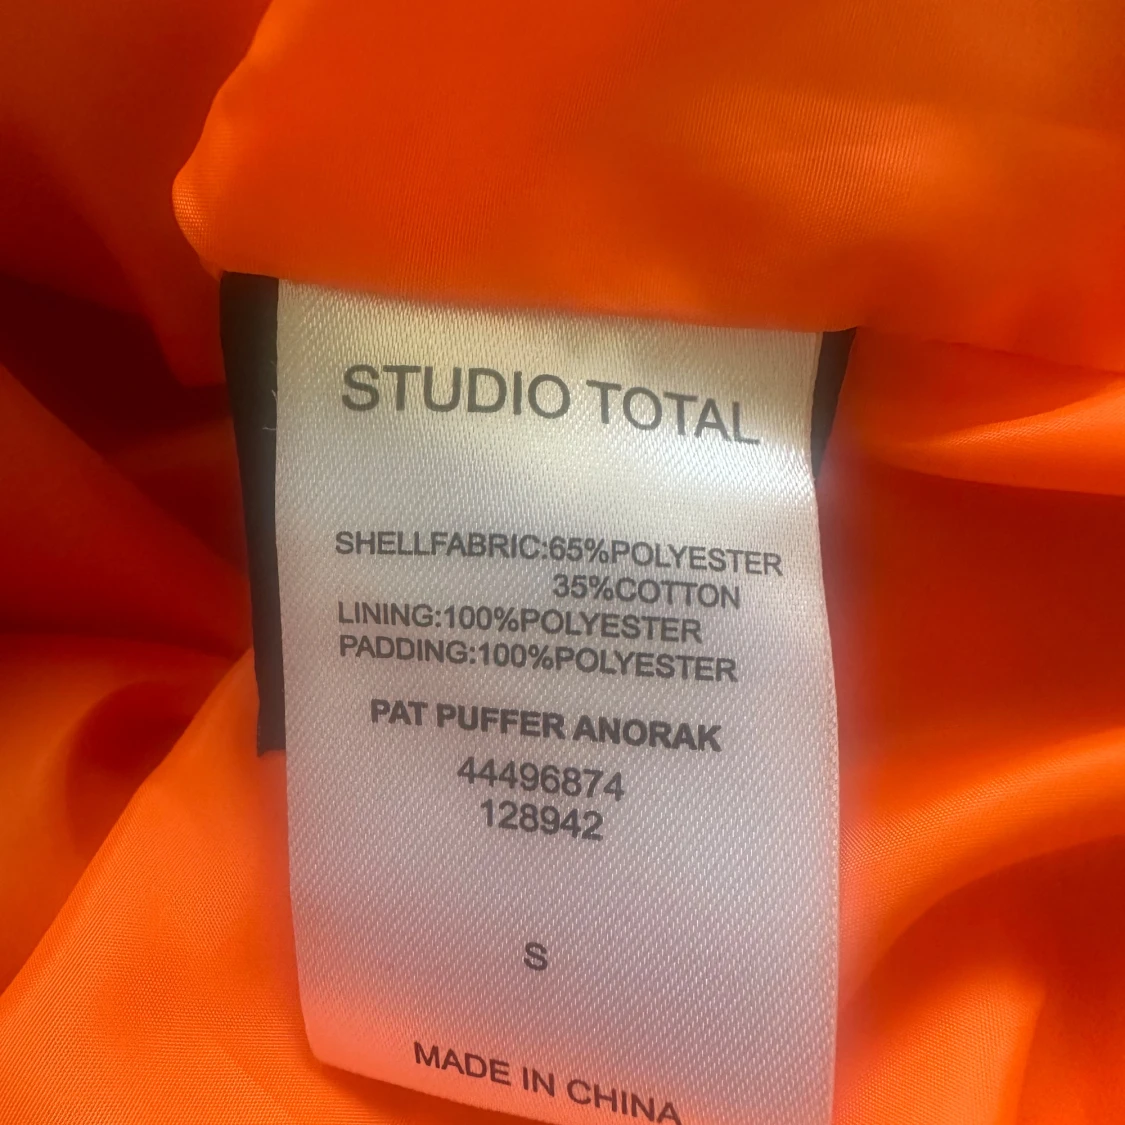 STUDIO TOTAL
SHELLFABRIC:65%POLYESTER
35%COTTON
LINING:100%POLYESTER
PADDING:100%POLYESTER
PAT PUFFER ANORAK
44496874
128942
S
MADE IN CHINA